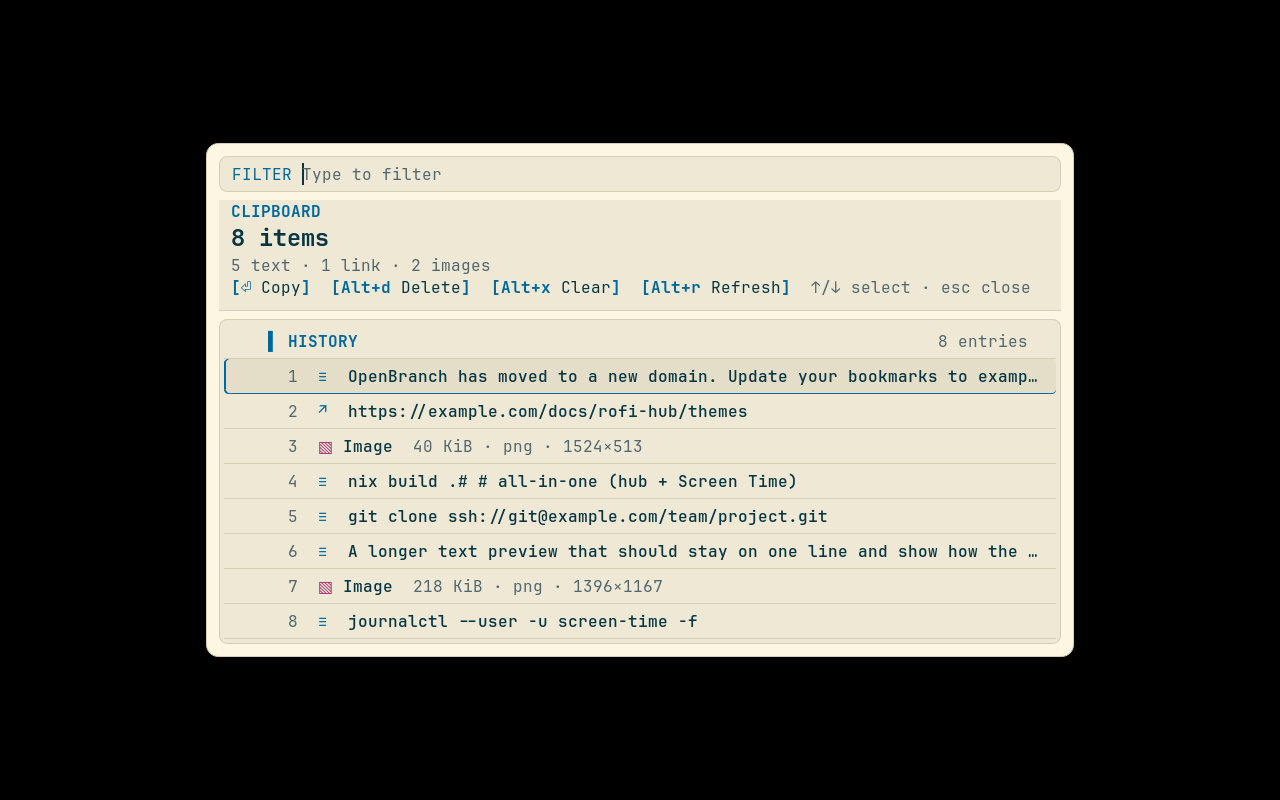 FILTER Type to filter
CLIPBOARD
8 items
5 text · 1 link · 2 images
[⏎ Copy] [Alt+d Delete] [Alt+x Clear] [Alt+r Refresh] ↑/↓ select · esc close
HISTORY 8 entries
1 OpenBranch has moved to a new domain. Update your bookmarks to examp…
2 https://example.com/docs/rofi-hub/themes
3 Image 40 KiB · png · 1524×513
4 nix build .# # all-in-one (hub + Screen Time)
5 git clone ssh://git@example.com/team/project.git
6 A longer text preview that should stay on one line and show how the …
7 Image 218 KiB · png · 1396×1167
8 journalctl --user -u screen-time -f